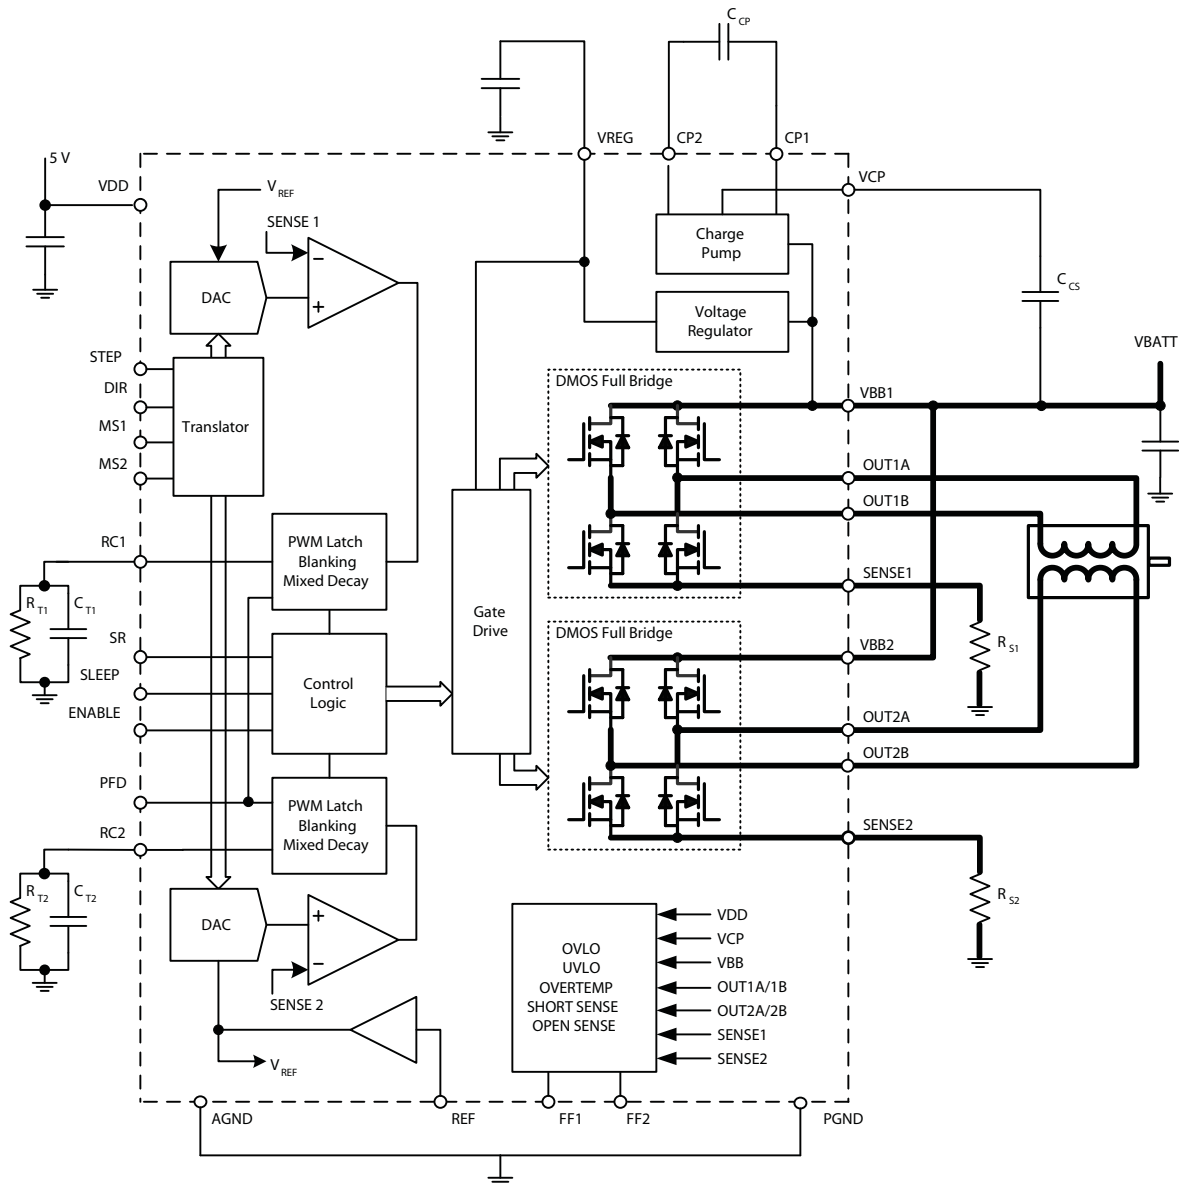 C CP
VREG
CP2
CP1
5 V
VDD
VCP
V REF
SENSE 1
Charge
Pump
DAC
C CS
Voltage
Regulator
VBATT
STEP
DIR
MS1
MS2
Translator
DMOS Full Bridge
VBB1
OUT1A
OUT1B
RC1
PWM Latch
Blanking
Mixed Decay
SENSE1
R T1
C T1
Gate
Drive
SR
SLEEP
ENABLE
Control
Logic
DMOS Full Bridge
VBB2
R S1
OUT2A
OUT2B
PFD
RC2
PWM Latch
Blanking
Mixed Decay
SENSE2
R T2
C T2
R S2
DAC
SENSE 2
OVLO
UVLO
OVERTEMP
SHORT SENSE
OPEN SENSE
VDD
VCP
VBB
OUT1A/1B
OUT2A/2B
SENSE1
SENSE2
V REF
AGND
REF
FF1
FF2
PGND